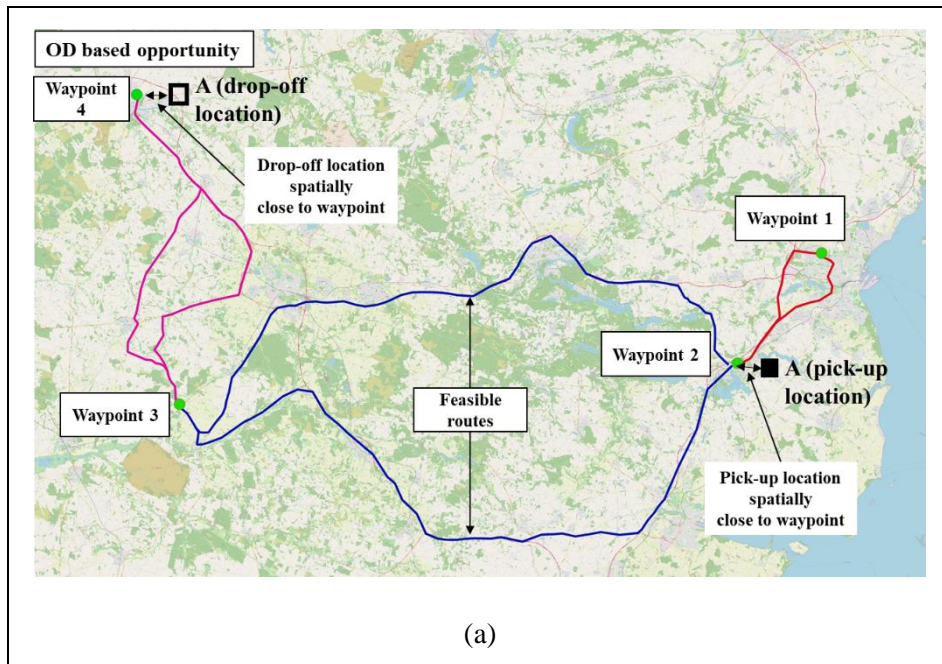 OD based opportunity
Waypoint
4
A (drop-off
location)
Drop-off location
spatially
close to waypoint
Waypoint 1
Waypoint 2
A (pick-up
location)
Waypoint 3
Feasible
routes
Pick-up location
spatially
close to waypoint
(a)